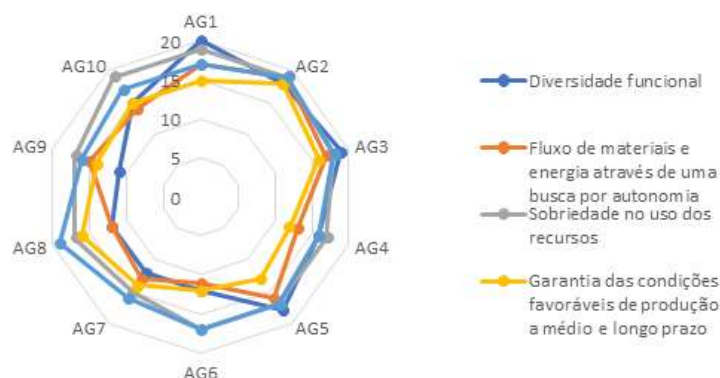 AG1
20
AG10
AG2
15
10
AG9
AG3
5
0
AG8
AG4
AG7
AG5
AG6
Diversidade funcional
Fluxo de materiais e
energia através de uma
busca por autonomia
Sobriedade no uso dos
recursos
Garantia das condições
favoráveis de produção
a médio e longo prazo